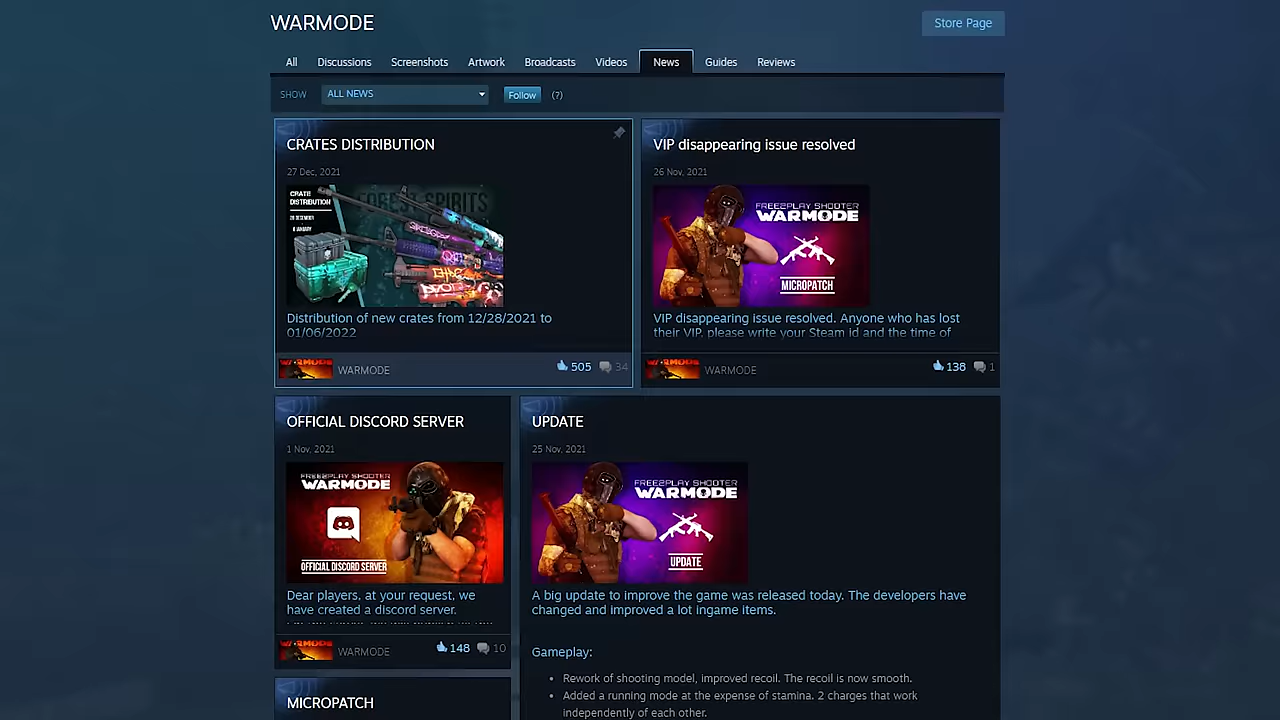 WARMODE
Store Page
All Discussions Screenshots Artwork Broadcasts Videos News Guides Reviews
SHOW ALL NEWS Follow (?)
CRATES DISTRIBUTION
27 Dec, 2021
CRATE
DISTRIBUTION
FOREST SPIRITS
Distribution of new crates from 12/28/2021 to
01/06/2022
WARMODE 505 34
VIP disappearing issue resolved
26 Nov, 2021
FREE2PLAY SHOOTER
WARMODE
MICROPATCH
VIP disappearing issue resolved. Anyone who has lost
their VIP, please write your Steam id and the time of
WARMODE 138 1
OFFICIAL DISCORD SERVER
1 Nov, 2021
FREE2PLAY SHOOTER
WARMODE
OFFICIAL DISCORD SERVER
Dear players, at your request, we
have created a discord server.
WARMODE 148 10
UPDATE
25 Nov, 2021
FREE2PLAY SHOOTER
WARMODE
UPDATE
A big update to improve the game was released today. The developers have
changed and improved a lot ingame items.
Gameplay:
• Rework of shooting model, improved recoil. The recoil is now smooth.
• Added a running mode at the expense of stamina. 2 charges that work
independently of each other.
MICROPATCH